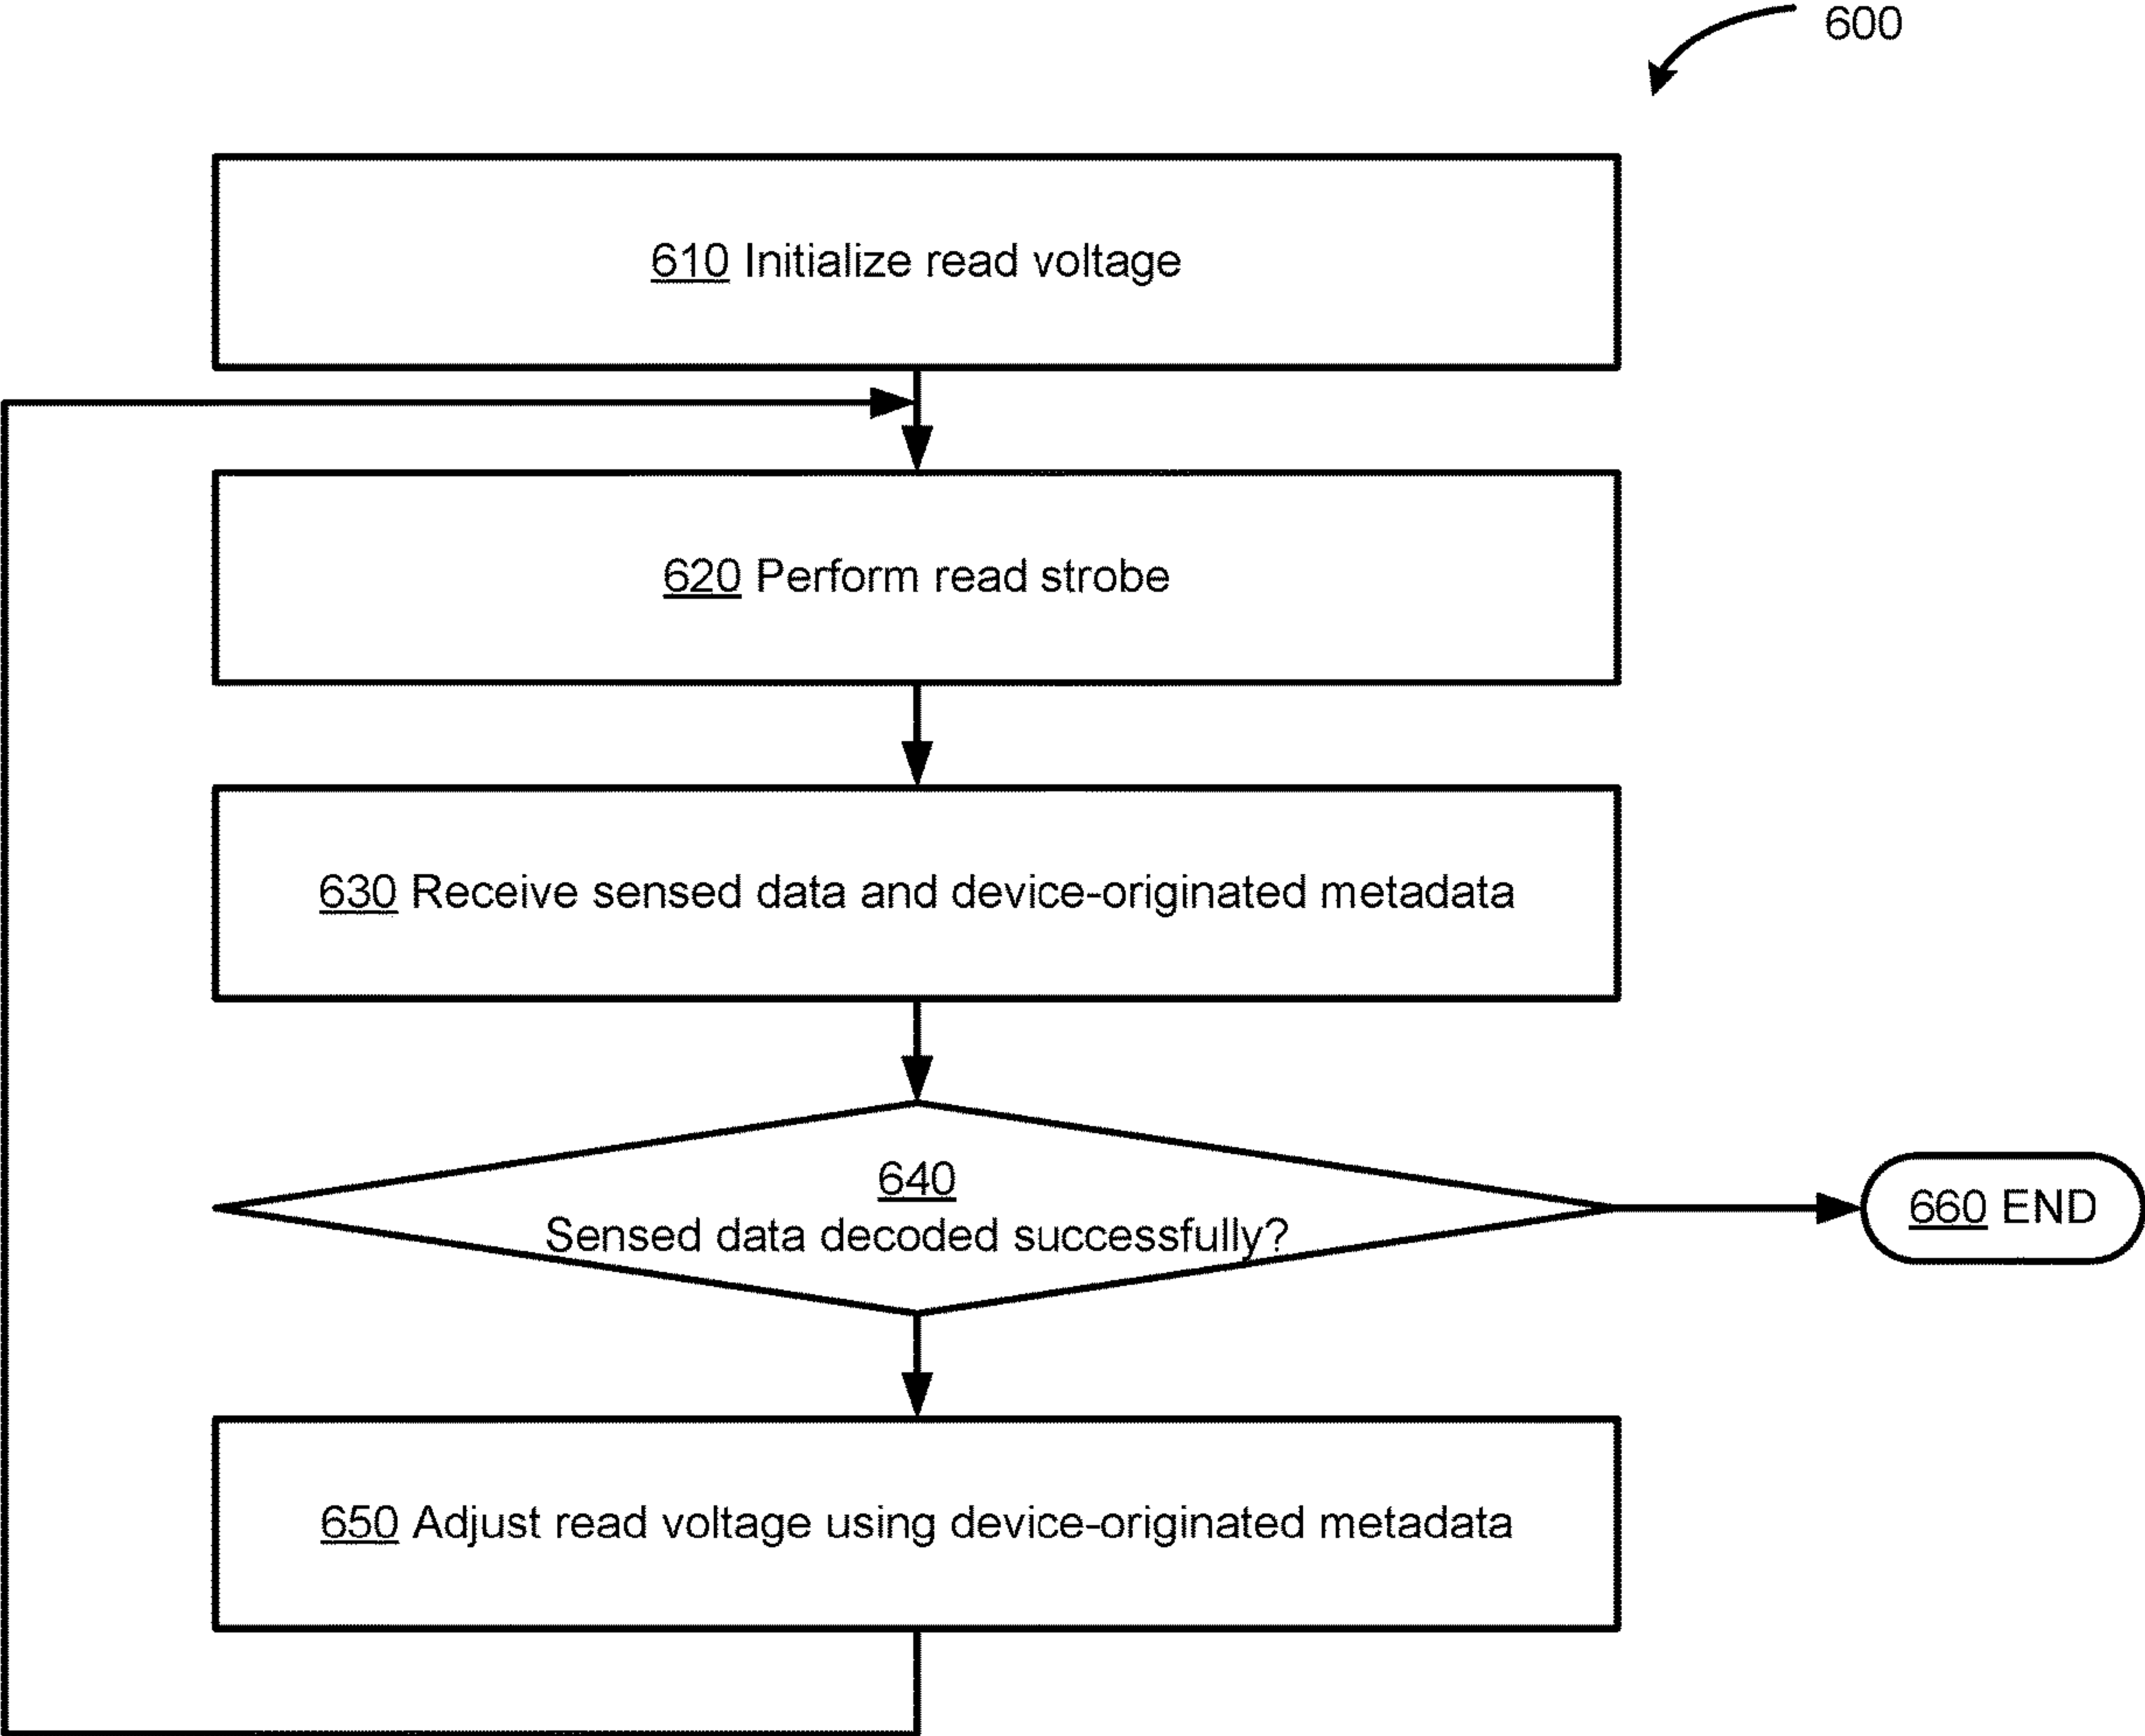 600
610 Initialize read voltage
620 Perform read strobe
630 Receive sensed data and device-originated metadata
640
Sensed data decoded successfully?
660 END
650 Adjust read voltage using device-originated metadata